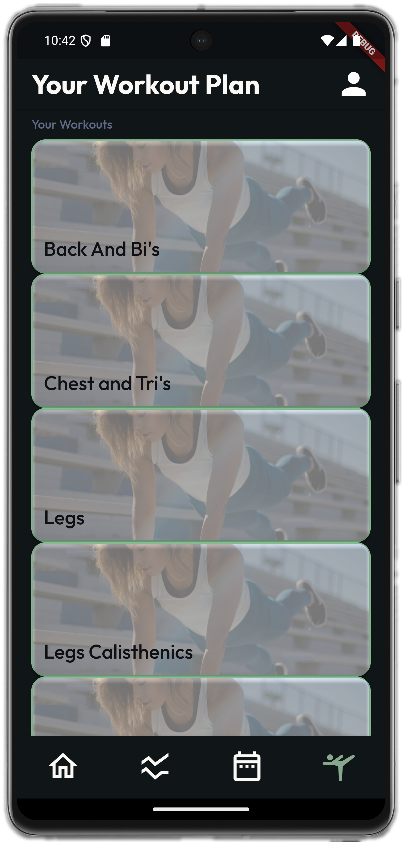 10:42
DEBUG
Your Workout Plan
Your Workouts
Back And Bi's
Chest and Tri's
Legs
Legs Calisthenics